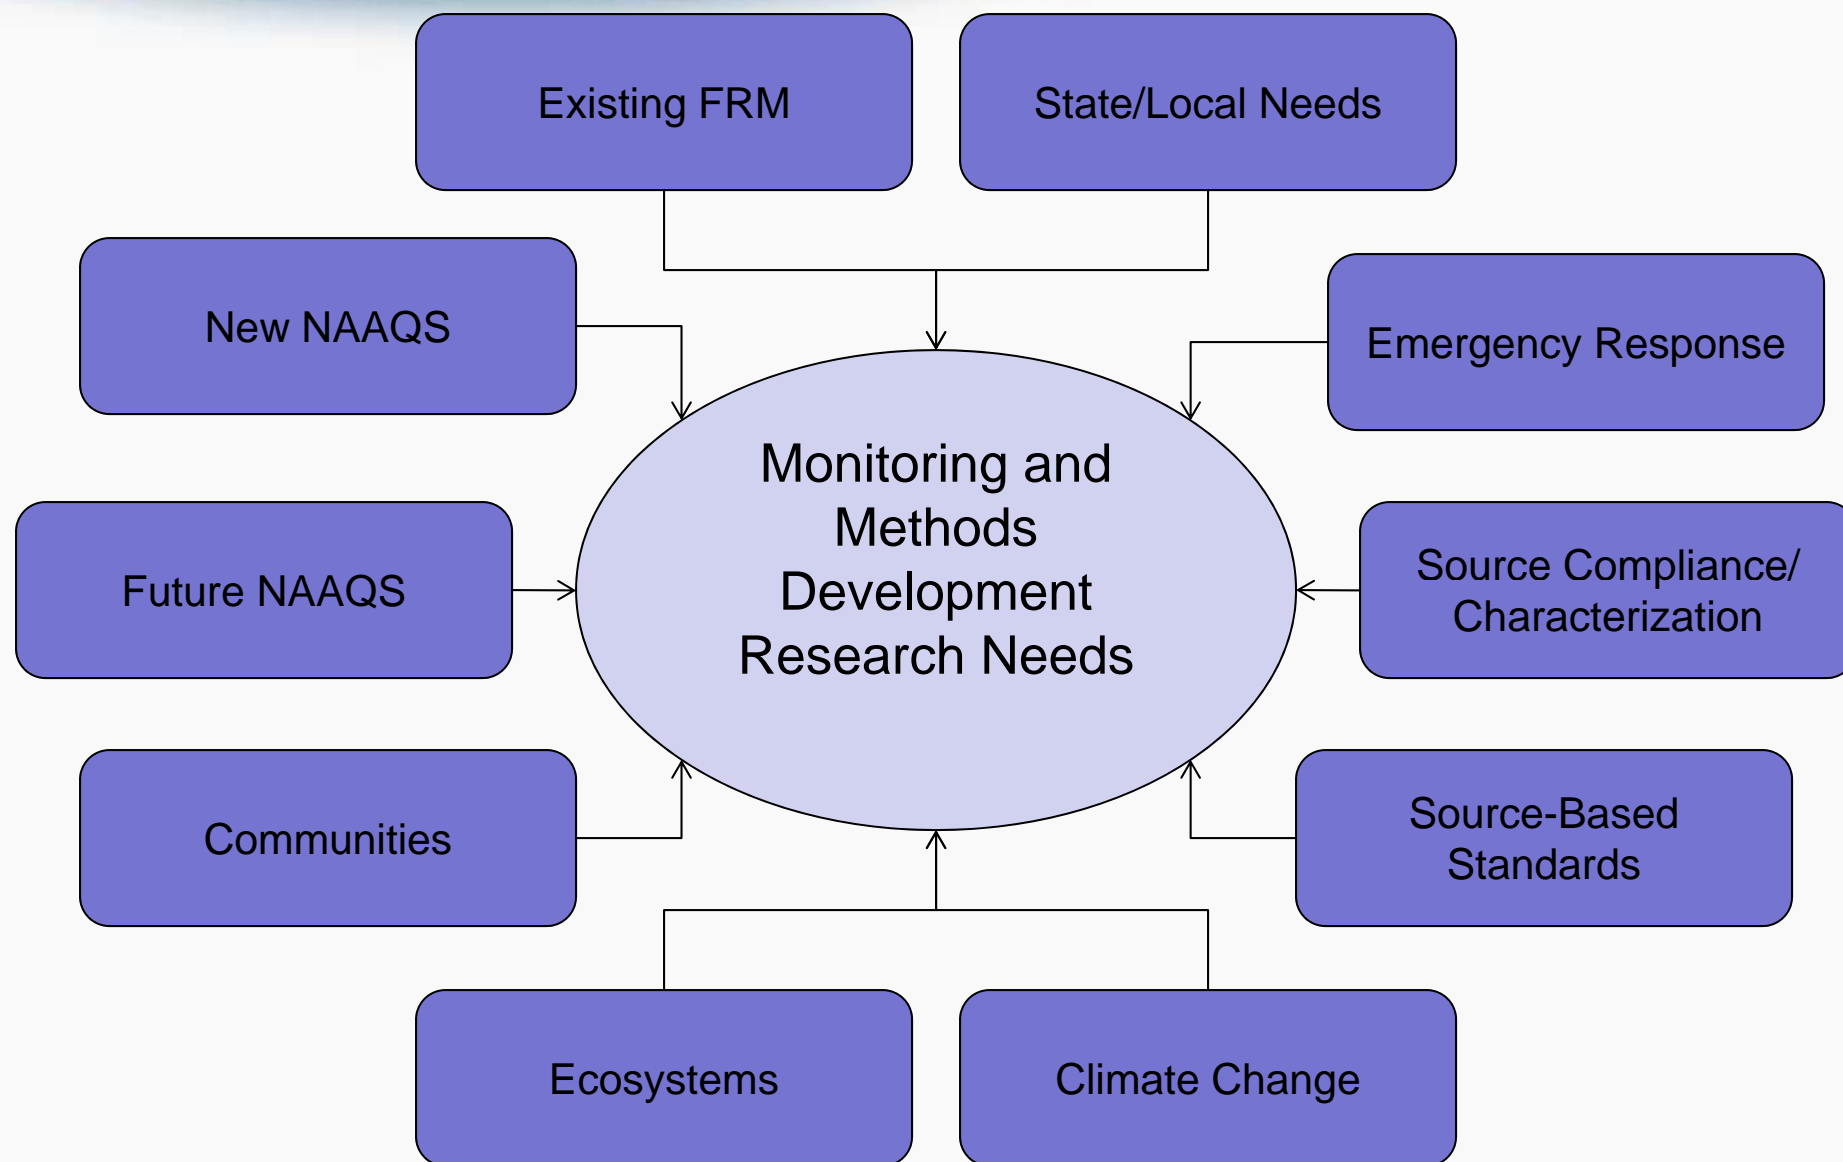 Existing FRM
State/Local Needs
New NAAQS
Emergency Response
Monitoring and
Methods
Development
Research Needs
Future NAAQS
Source Compliance/
Characterization
Communities
Source-Based
Standards
Ecosystems
Climate Change